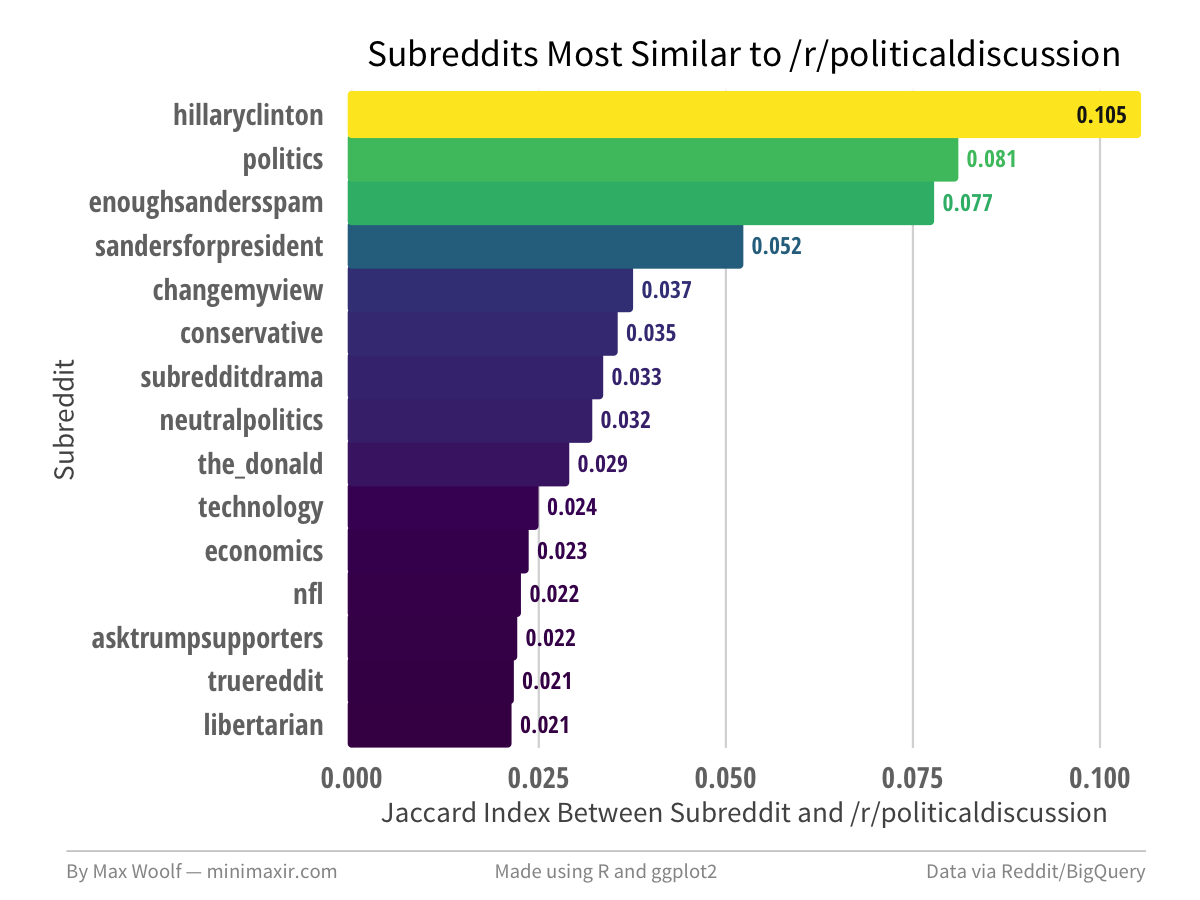 Subreddits Most Similar to /r/politicaldiscussion
hillaryclinton 0.105
politics 0.081
enoughsandersspam 0.077
sandersforpresident 0.052
changemyview 0.037
conservative 0.035
subredditdrama 0.033
neutralpolitics 0.032
the_donald 0.029
technology 0.024
economics 0.023
nfl 0.022
asktrumpsupporters 0.022
truereddit 0.021
libertarian 0.021
Subreddit
0.000 0.025 0.050 0.075 0.100
Jaccard Index Between Subreddit and /r/politicaldiscussion
By Max Woolf — minimaxir.com Made using R and ggplot2 Data via Reddit/BigQuery